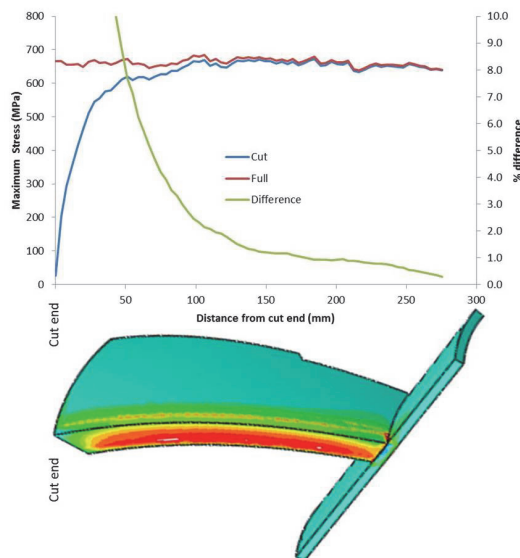 800
700
600
500
400
300
200
100
0
Maximum Stress (MPa)
10.0
9.0
8.0
7.0
6.0
5.0
4.0
3.0
2.0
1.0
0.0
% difference
Cut
Full
Difference
0 50 100 150 200 250 300
Distance from cut end (mm)
Cut end
Cut end